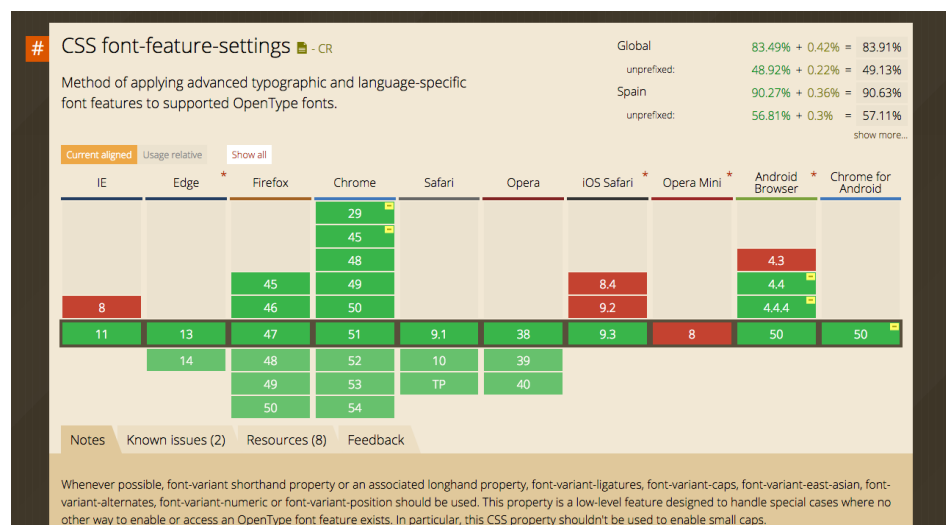 #
CSS font-feature-settings - CR
Method of applying advanced typographic and language-specific
font features to supported OpenType fonts.
Global 83.49% + 0.42% = 83.91%
unprefixed: 48.92% + 0.22% = 49.13%
Spain 90.27% + 0.36% = 90.63%
unprefixed: 56.81% + 0.3% = 57.11%
show more...
Current aligned Usage relative Show all
IE Edge * Firefox Chrome Safari Opera iOS Safari * Opera Mini * Android Browser * Chrome for Android
29
45
48 4.3
45 49 8.4 4.4
8 46 50 9.2 4.4.4
11 13 47 51 9.1 38 9.3 8 50 50
14 48 52 10 39
49 53 TP 40
50 54
Notes Known issues (2) Resources (8) Feedback
Whenever possible, font-variant shorthand property or an associated longhand property, font-variant-ligatures, font-variant-caps, font-variant-east-asian, font-
variant-alternates, font-variant-numeric or font-variant-position should be used. This property is a low-level feature designed to handle special cases where no
other way to enable or access an OpenType font feature exists. In particular, this CSS property shouldn't be used to enable small caps.